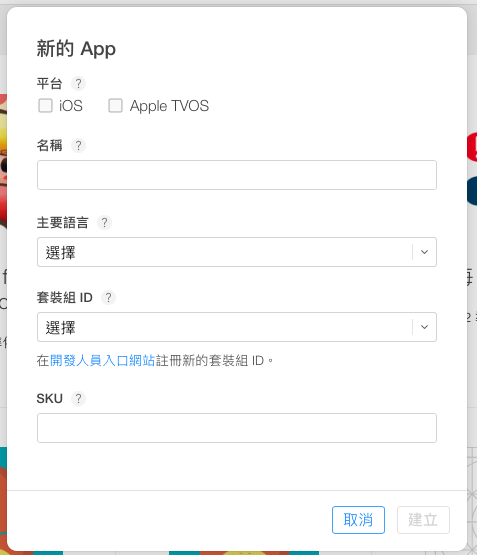 新的 App
平台 ?
iOS Apple TVOS
名稱 ?
主要語言 ?
選擇
套裝組 ID ?
選擇
在開發人員入口網站註冊新的套裝組 ID。
SKU ?
取消 建立